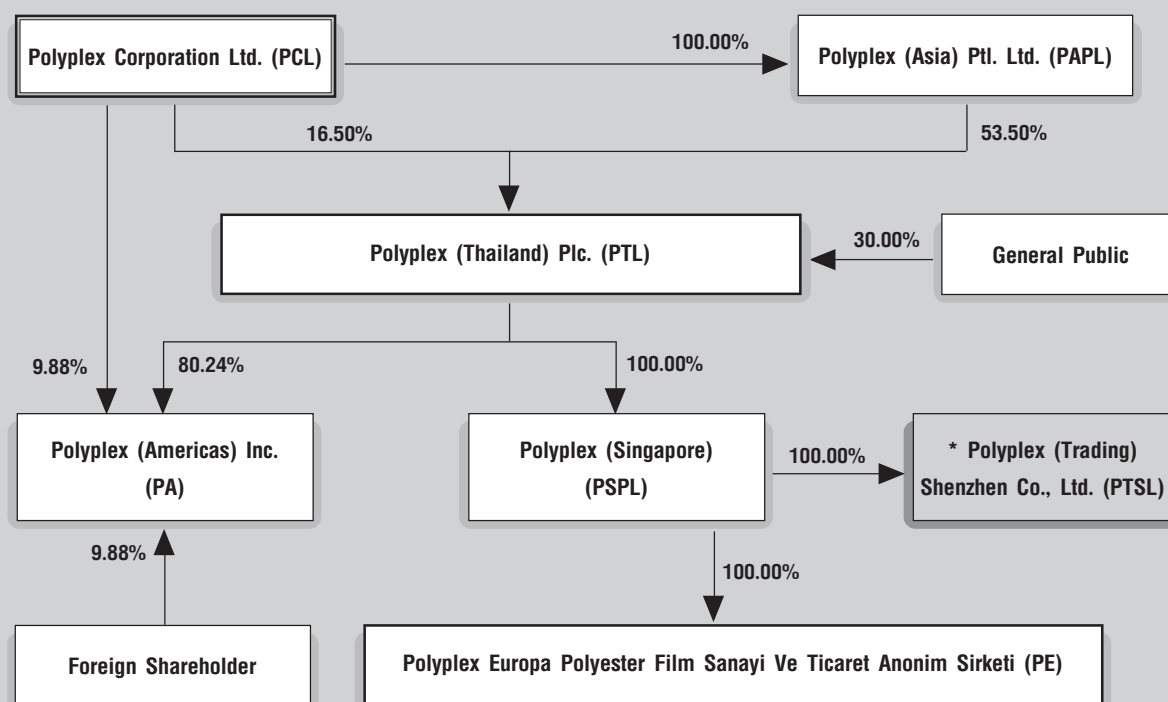 Polyplex Corporation Ltd. (PCL)
100.00%
Polyplex (Asia) Ptl. Ltd. (PAPL)
16.50%
53.50%
Polyplex (Thailand) Plc. (PTL)
30.00%
General Public
9.88%
80.24%
100.00%
Polyplex (Americas) Inc.
(PA)
Polyplex (Singapore)
(PSPL)
100.00%
* Polyplex (Trading)
Shenzhen Co., Ltd. (PTSL)
9.88%
100.00%
Foreign Shareholder
Polyplex Europa Polyester Film Sanayi Ve Ticaret Anonim Sirketi (PE)